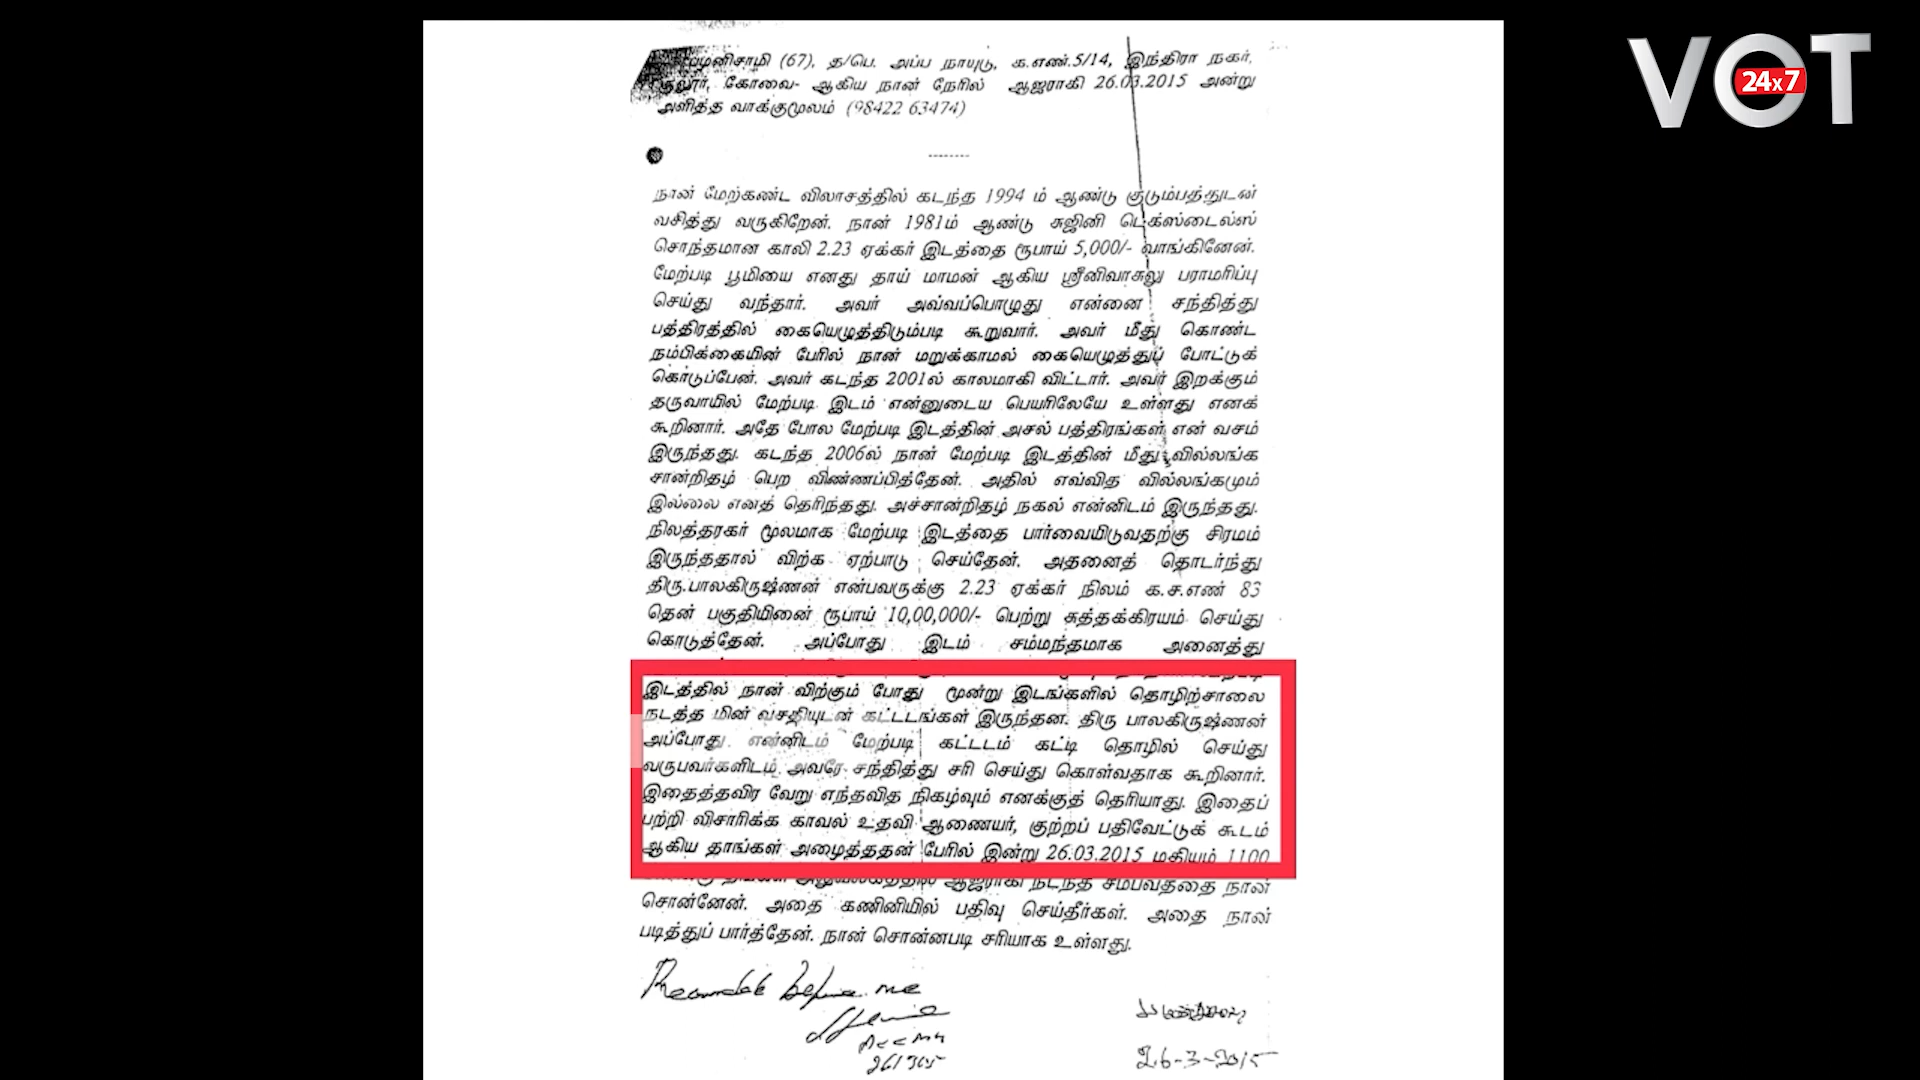 VOT
24x7
பழனிசாமி (67), த/பெ. அப்ப நாயுடு, க.எண்.5/14, இந்திரா நகர்,
சூலூர், கோவை- ஆகிய நான் நேரில் ஆஜராகி 26.03.2015 அன்று
அளித்த வாக்குமூலம் (98422 63474)
--------
நான் மேற்கண்ட விலாசத்தில் கடந்த 1994 ம் ஆண்டு குடும்பத்துடன்
வசித்து வருகிறேன். நான் 1981ம் ஆண்டு சுஜினி டெக்ஸ்டைல்ஸ்
சொந்தமான காலி 2.23 ஏக்கர் இடத்தை ரூபாய் 5,000/- வாங்கினேன்.
மேற்படி பூமியை எனது தாய் மாமன் ஆகிய ஸ்ரீனிவாசுலு பராமரிப்பு
செய்து வந்தார். அவர் அவ்வப்பொழுது என்னை சந்தித்து
பத்திரத்தில் கையெழுத்திடும்படி கூறுவார். அவர் மீது கொண்ட
நம்பிக்கையின் பேரில் நான் மறுக்காமல் கையெழுத்துப் போட்டுக்
கொடுப்பேன். அவர் கடந்த 2001ல் காலமாகி விட்டார். அவர் இறக்கும்
தருவாயில் மேற்படி இடம் என்னுடைய பெயரிலேயே உள்ளது எனக்
கூறினார். அதே போல மேற்படி இடத்தின் அசல் பத்திரங்கள் என் வசம்
இருந்தது. கடந்த 2006ல் நான் மேற்படி இடத்தின் மீது வில்லங்க
சான்றிதழ் பெற விண்ணப்பித்தேன். அதில் எவ்வித வில்லங்கமும்
இல்லை எனத் தெரிந்தது. அச்சான்றிதழ் நகல் என்னிடம் இருந்தது.
நிலத்தரகர் மூலமாக மேற்படி இடத்தை பார்வையிடுவதற்கு சிரமம்
இருந்ததால் விற்க ஏற்பாடு செய்தேன். அதனைத் தொடர்ந்து
திரு.பாலகிருஷ்ணன் என்பவருக்கு 2.23 ஏக்கர் நிலம் க.ச.எண் 83
தென் பகுதியினை ரூபாய் 10,00,000/- பெற்று சுத்தக்கிரயம் செய்து
கொடுத்தேன். அப்போது இடம் சம்மந்தமாக அனைத்து
இடத்தில் நான் விற்கும் போது மூன்று இடங்களில் தொழிற்சாலை
நடத்த மின் வசதியுடன் கட்டடங்கள் இருந்தன. திரு பாலகிருஷ்ணன்
அப்போது என்னிடம் மேற்படி கட்டடம் கட்டி தொழில் செய்து
வருபவர்களிடம் அவரே சந்தித்து சரி செய்து கொள்வதாக கூறினார்.
இதைத்தவிர வேறு எந்தவித நிகழ்வும் எனக்குத் தெரியாது. இதைப்
பற்றி விசாரிக்க காவல் உதவி ஆணையர், குற்றப் பதிவேட்டுக் கூடம்
ஆகிய தாங்கள் அழைத்ததன் பேரில் இன்று 26.03.2015 மதியம் 1100
ஆஜராகி நடந்த சம்பவத்தை நான்
சொன்னேன். அதை கணினியில் பதிவு செய்தீர்கள். அதை நான்
படித்துப் பார்த்தேன். நான் சொன்னபடி சரியாக உள்ளது.
before me
26-3-2015